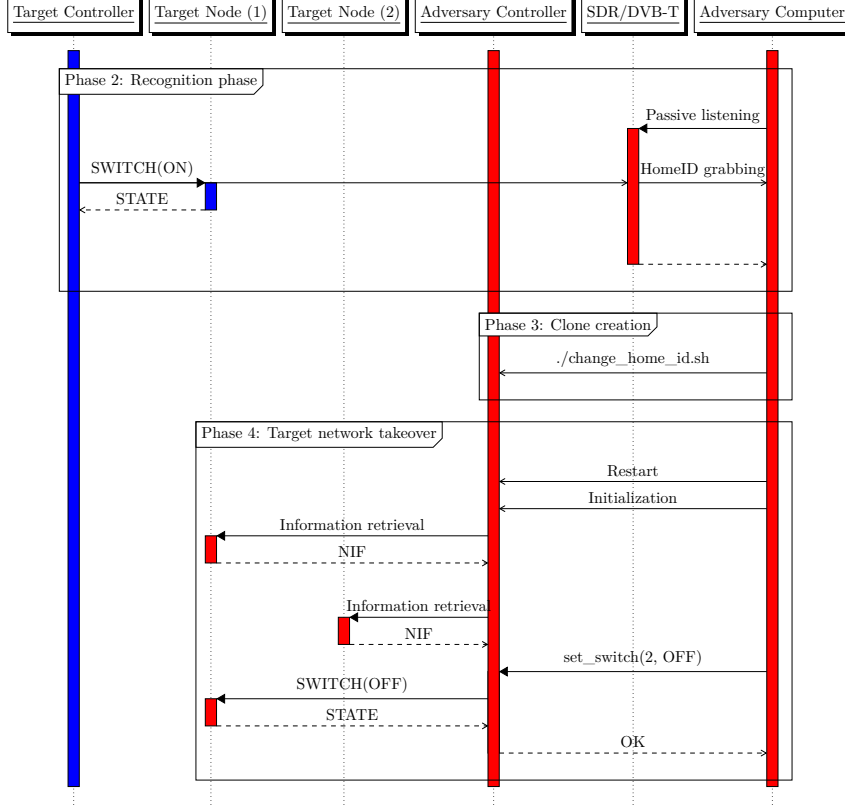 Target Controller
Target Node (1)
Target Node (2)
Adversary Controller
SDR/DVB-T
Adversary Computer
Phase 2: Recognition phase
Passive listening
SWITCH(ON)
HomeID grabbing
STATE
Phase 3: Clone creation
./change_home_id.sh
Phase 4: Target network takeover
Restart
Initialization
Information retrieval
NIF
Information retrieval
NIF
set_switch(2, OFF)
SWITCH(OFF)
STATE
OK